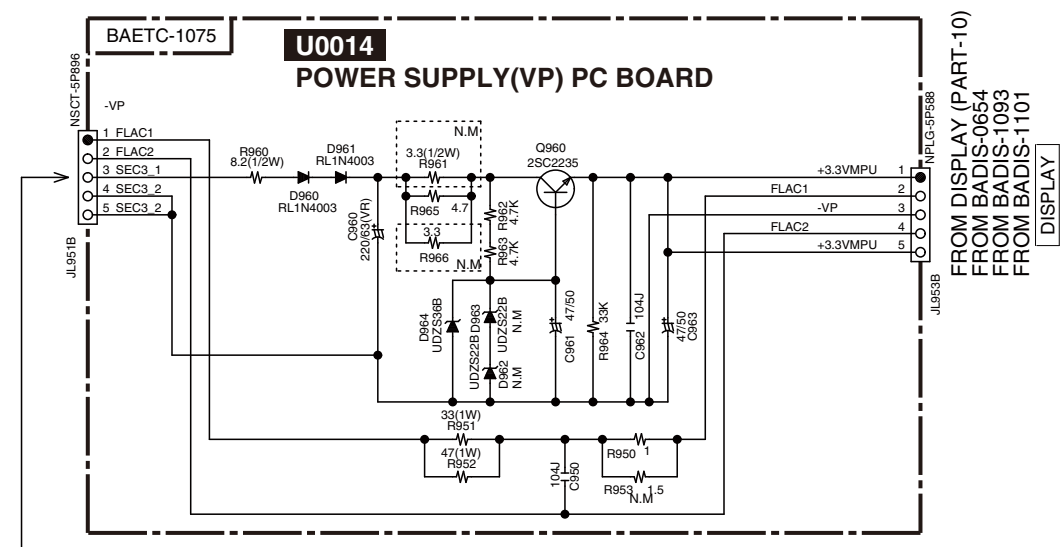 BAETC-1075
U0014
POWER SUPPLY(VP) PC BOARD
NSCT-5P896
-VP
1 FLAC1
2 FLAC2
3 SEC3_1
4 SEC3_2
5 SEC3_2
JL951B
R960
8.2(1/2W)
D961
RL1N4003
D960
RL1N4003
C960
220/63(VR)
N.M
3.3(1/2W)
R961
R965
4.7
3.3
R966
N.M
R962
4.7K
R963
4.7K
Q960
2SC2235
D964
UDZS36B
D963
UDZS22B
N.M
UDZS22B
D962
N.M
47/50
C961
33K
R964
104J
C962
47/50
C963
+3.3VMPU
1
FLAC1
2
-VP
3
FLAC2
4
+3.3VMPU
5
NPLG-5P588
JL953B
33(1W)
R951
47(1W)
R952
104J
C950
R950
1
R953
1.5
N.M
FROM DISPLAY (PART-10)
FROM BADIS-0654
FROM BADIS-1093
FROM BADIS-1101
DISPLAY